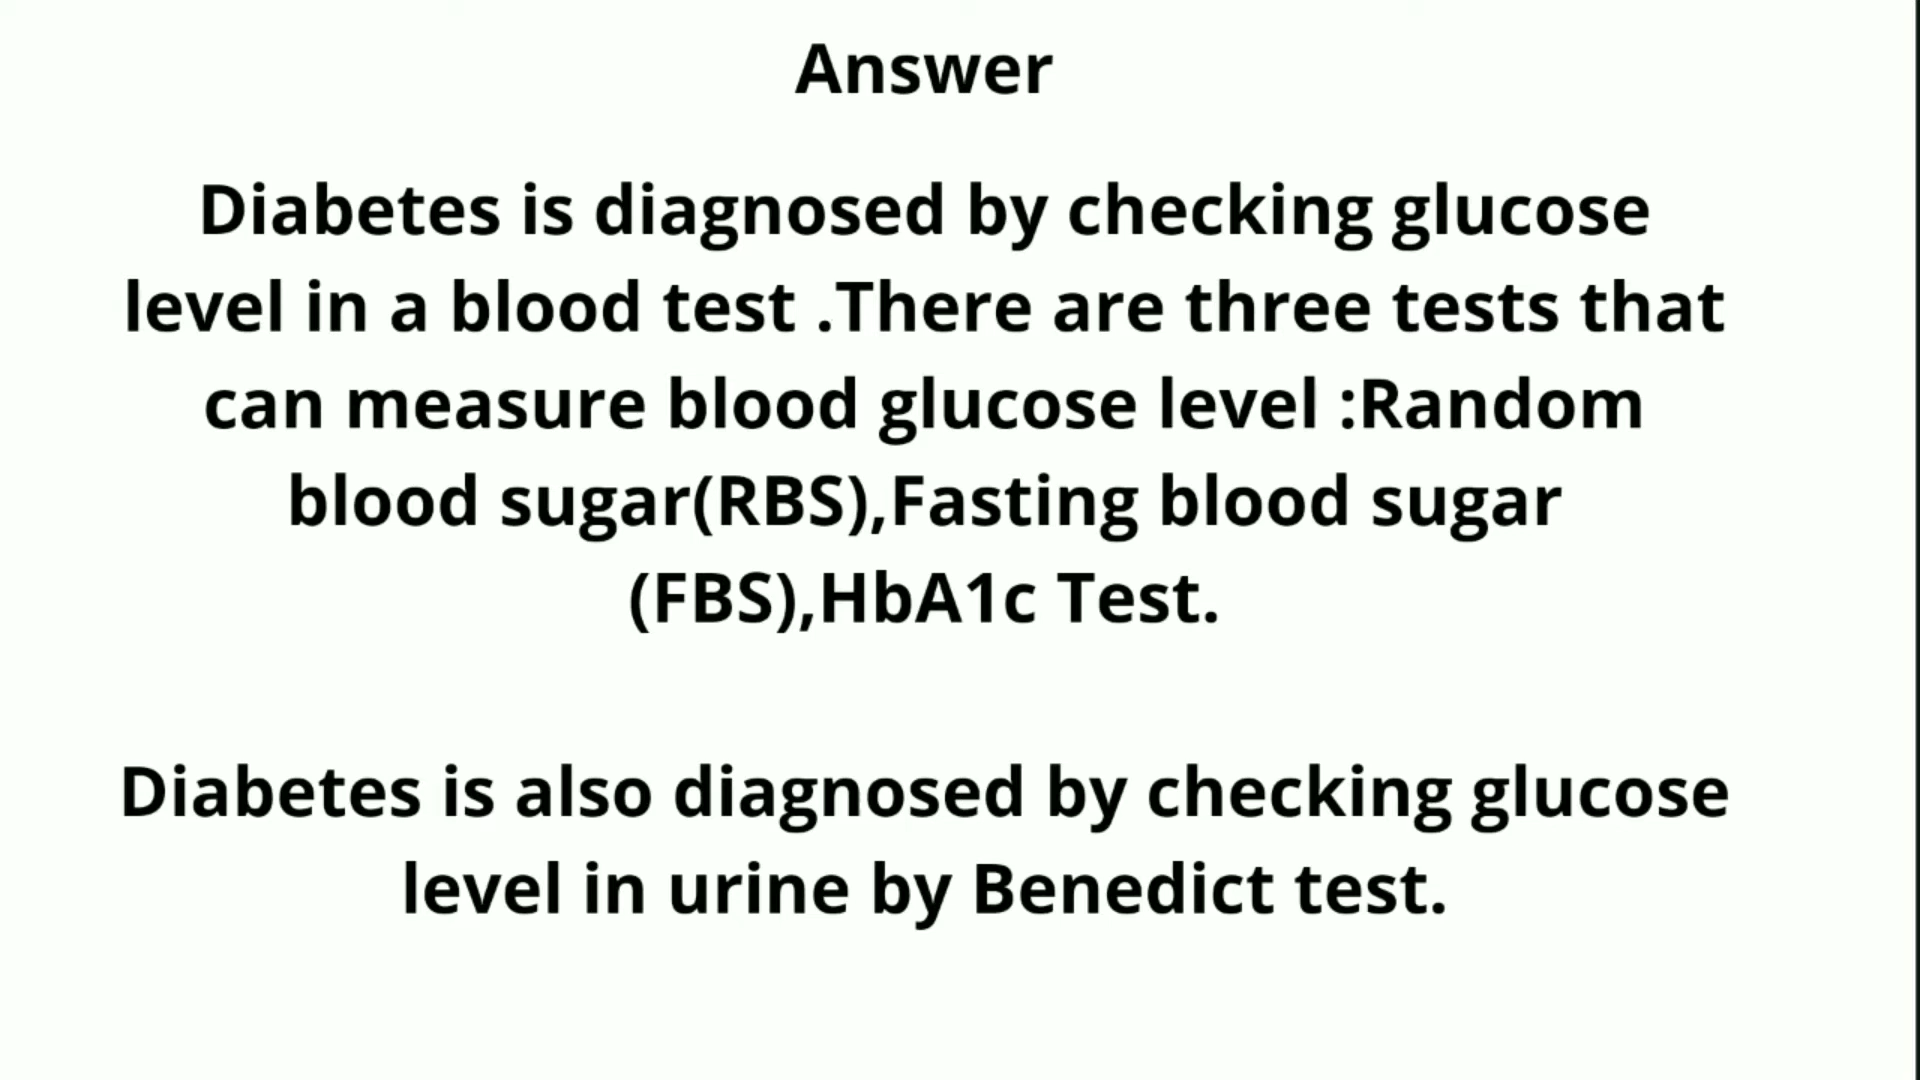 Answer
Diabetes is diagnosed by checking glucose
level in a blood test .There are three tests that
can measure blood glucose level :Random
blood sugar(RBS),Fasting blood sugar
(FBS),HbA1c Test.
Diabetes is also diagnosed by checking glucose
level in urine by Benedict test.